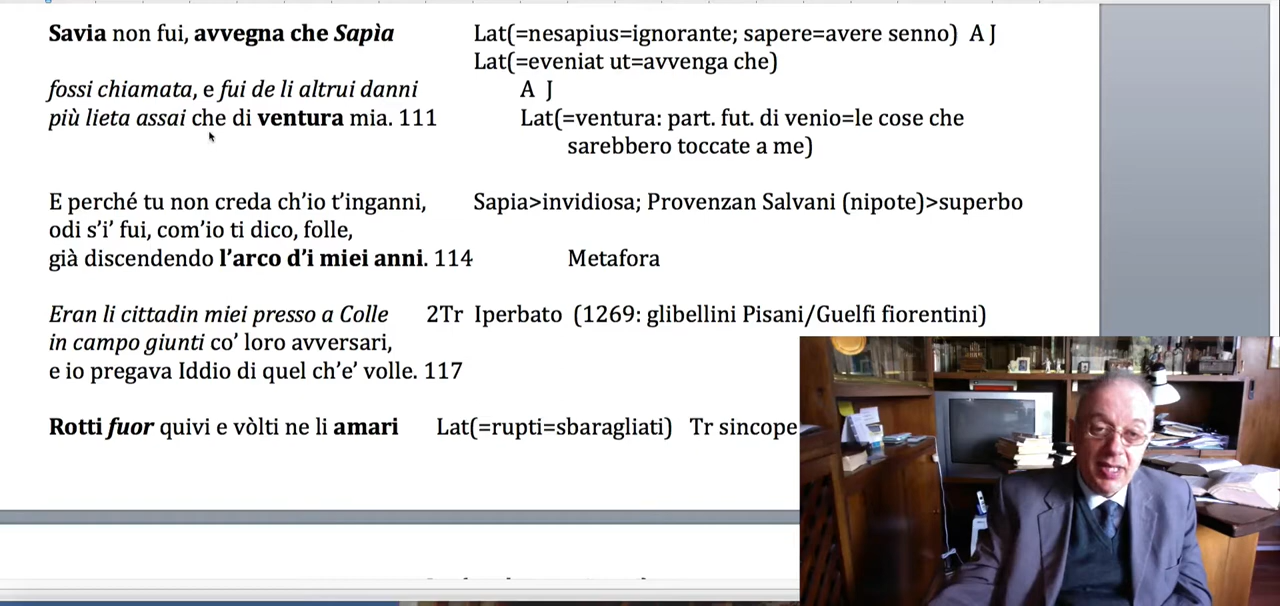 Savia non fui, avvegna che Sapìa Lat(=nesapius=ignorante; sapere=avere senno) A J
Lat(=eveniat ut=avvenga che)
fossi chiamata, e fui de li altrui danni A J
più lieta assai che di ventura mia. 111 Lat(=ventura: part. fut. di venio=le cose che
sarebbero toccate a me)
E perché tu non creda ch'io t'inganni, Sapia>invidiosa; Provenzan Salvani (nipote)>superbo
odi s'i' fui, com'io ti dico, folle,
già discendendo l'arco d'i miei anni. 114 Metafora
Eran li cittadin miei presso a Colle 2Tr Iperbato (1269: glibellini Pisani/Guelfi fiorentini)
in campo giunti co' loro avversari,
e io pregava Iddio di quel ch'e' volle. 117
Rotti fuor quivi e vòlti ne li amari Lat(=rupti=sbaragliati) Tr sincope